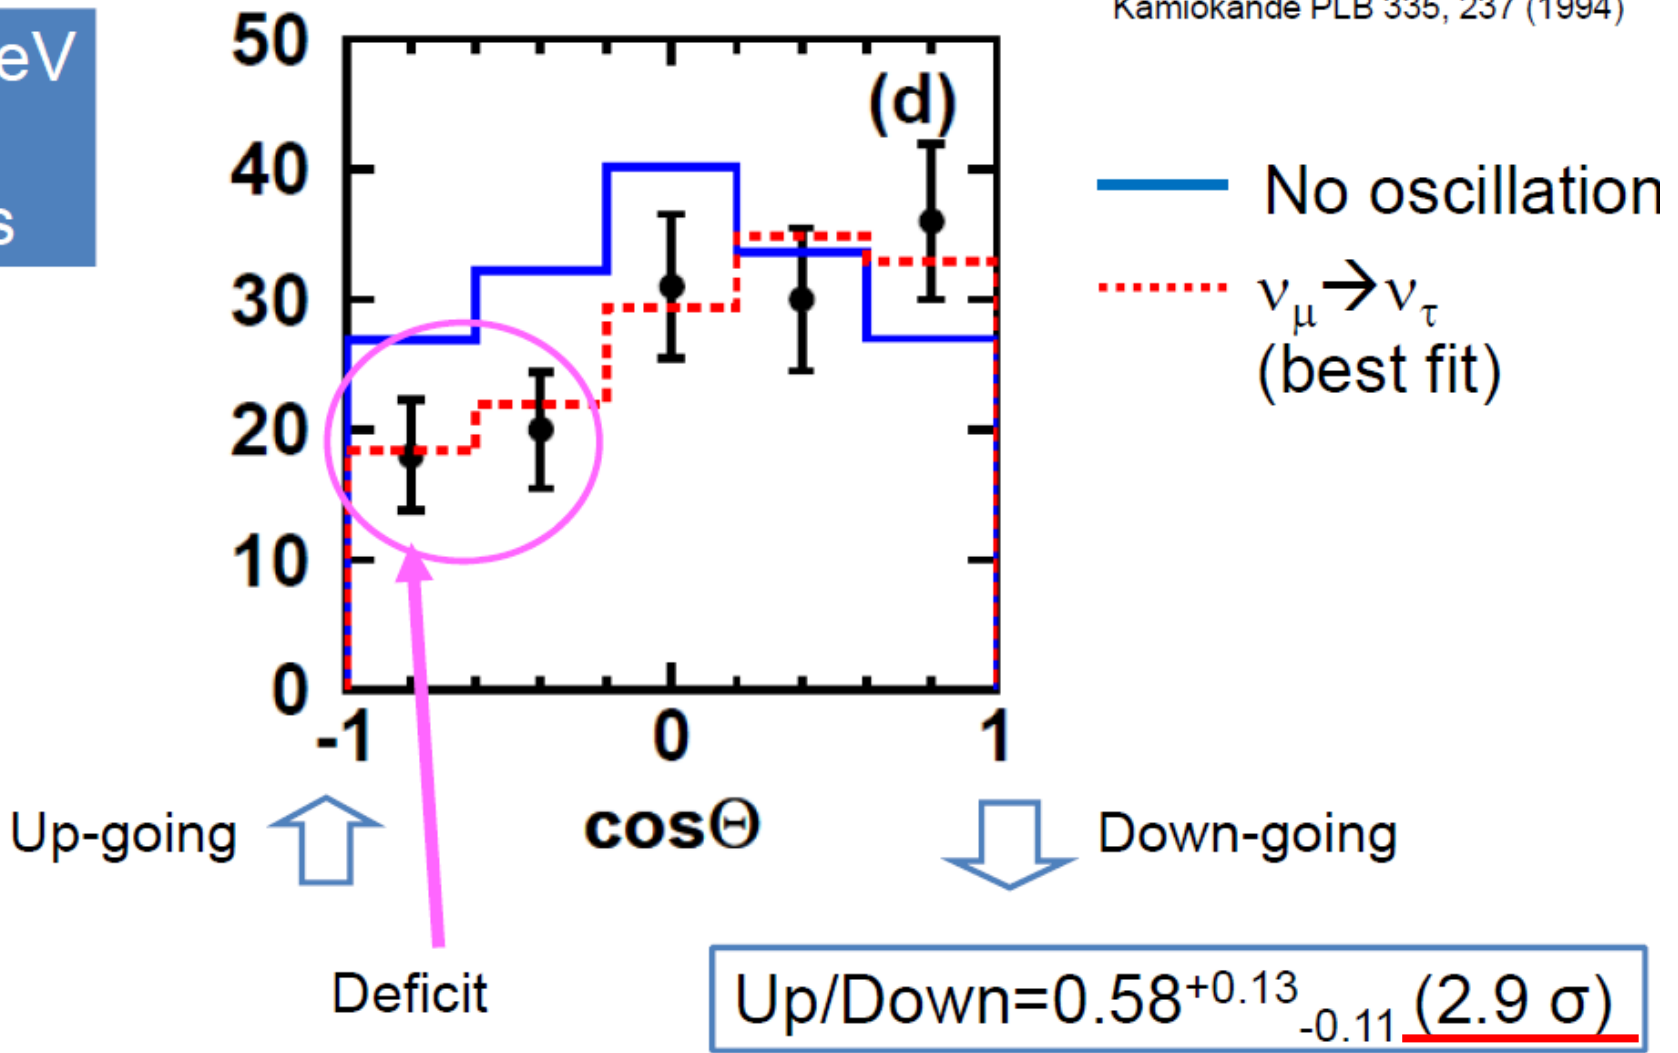 Kamiokande PLB 335, 237 (1994)
eV
s
50
40
30
20
10
0
(d)
-1 0 1
cosΘ
No oscillation
νμ→ντ
(best fit)
Up-going
Down-going
Deficit
Up/Down=0.58+0.13-0.11 (2.9 σ)